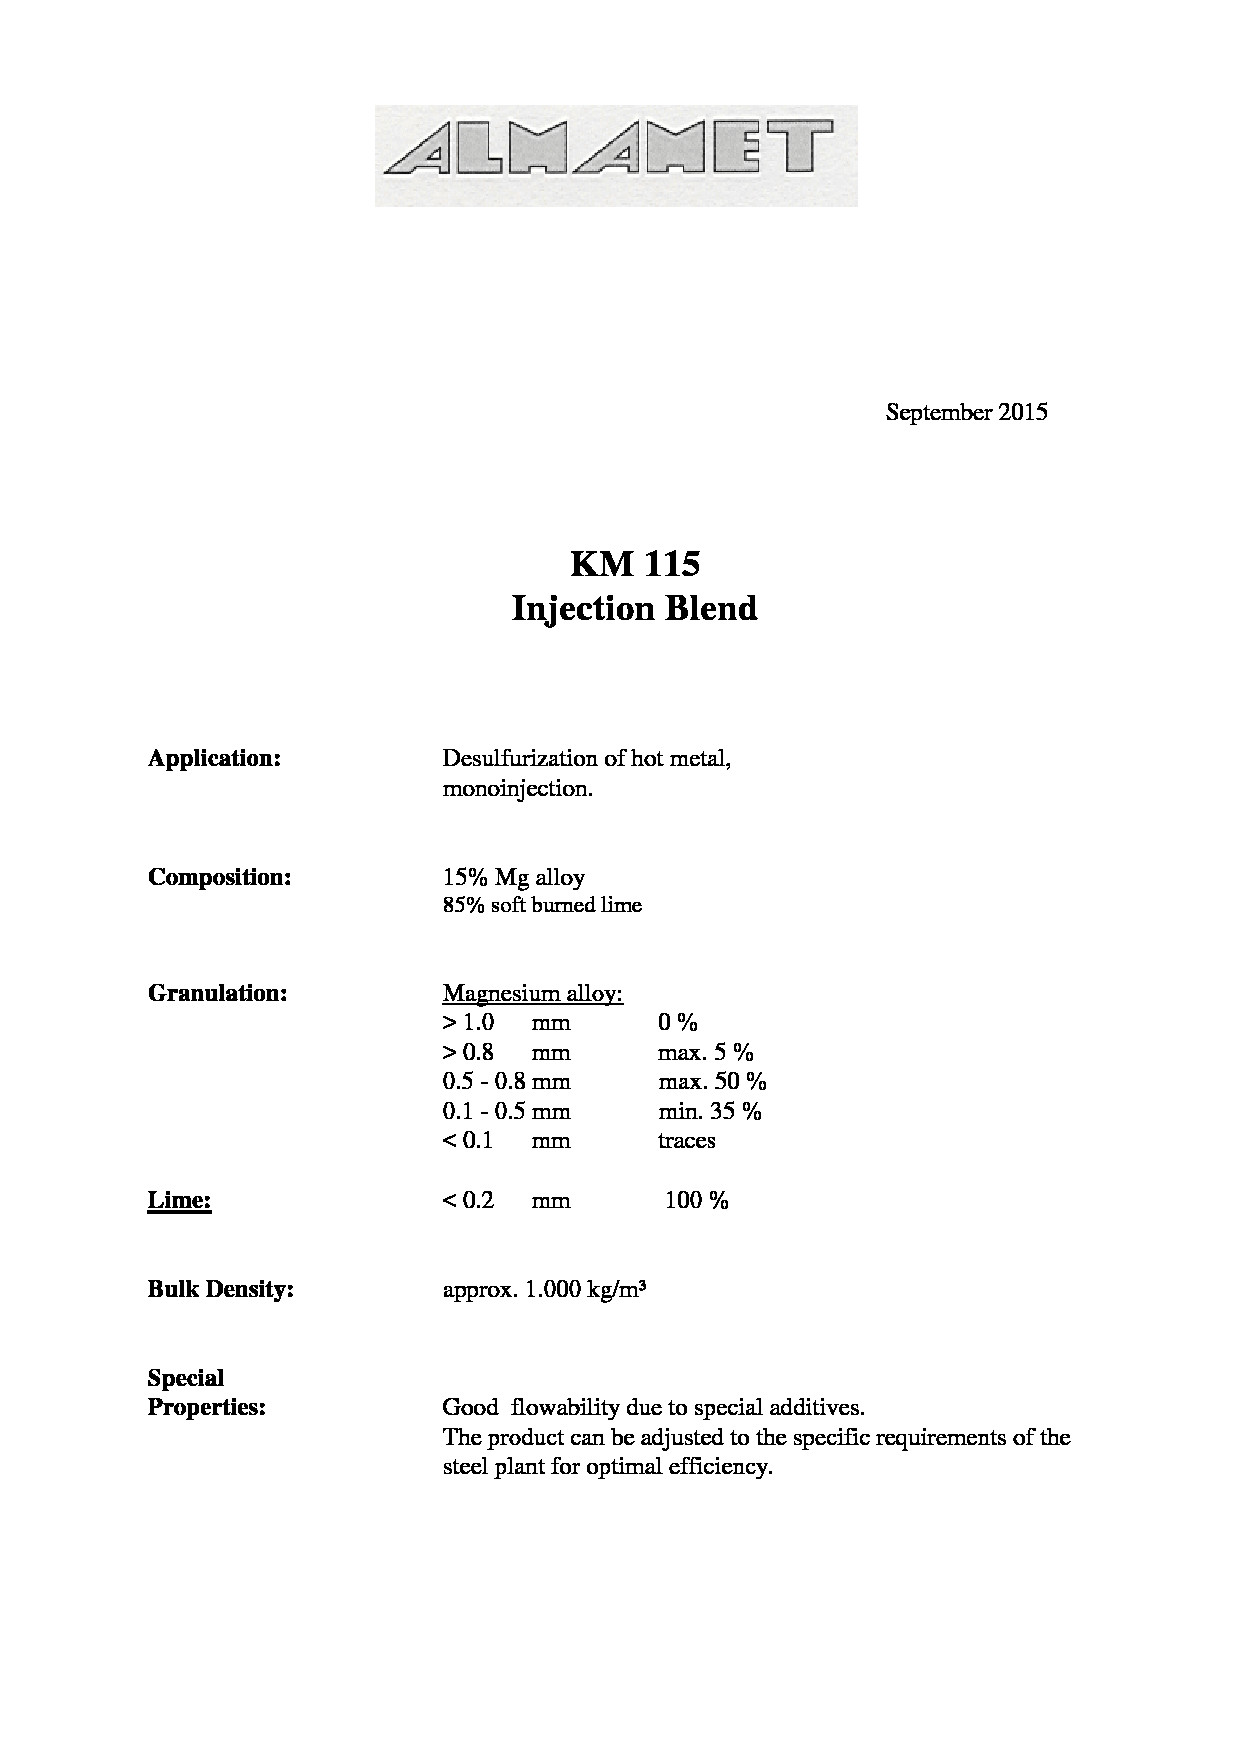 ALMAMET
September 2015
KM 115
Injection Blend
Application: Desulfurization of hot metal,
monoinjection.
Composition: 15% Mg alloy
85% soft burned lime
Granulation: Magnesium alloy:
> 1.0 mm 0 %
> 0.8 mm max. 5 %
0.5 - 0.8 mm max. 50 %
0.1 - 0.5 mm min. 35 %
< 0.1 mm traces
Lime: < 0.2 mm 100 %
Bulk Density: approx. 1.000 kg/m³
Special
Properties: Good flowability due to special additives.
The product can be adjusted to the specific requirements of the
steel plant for optimal efficiency.